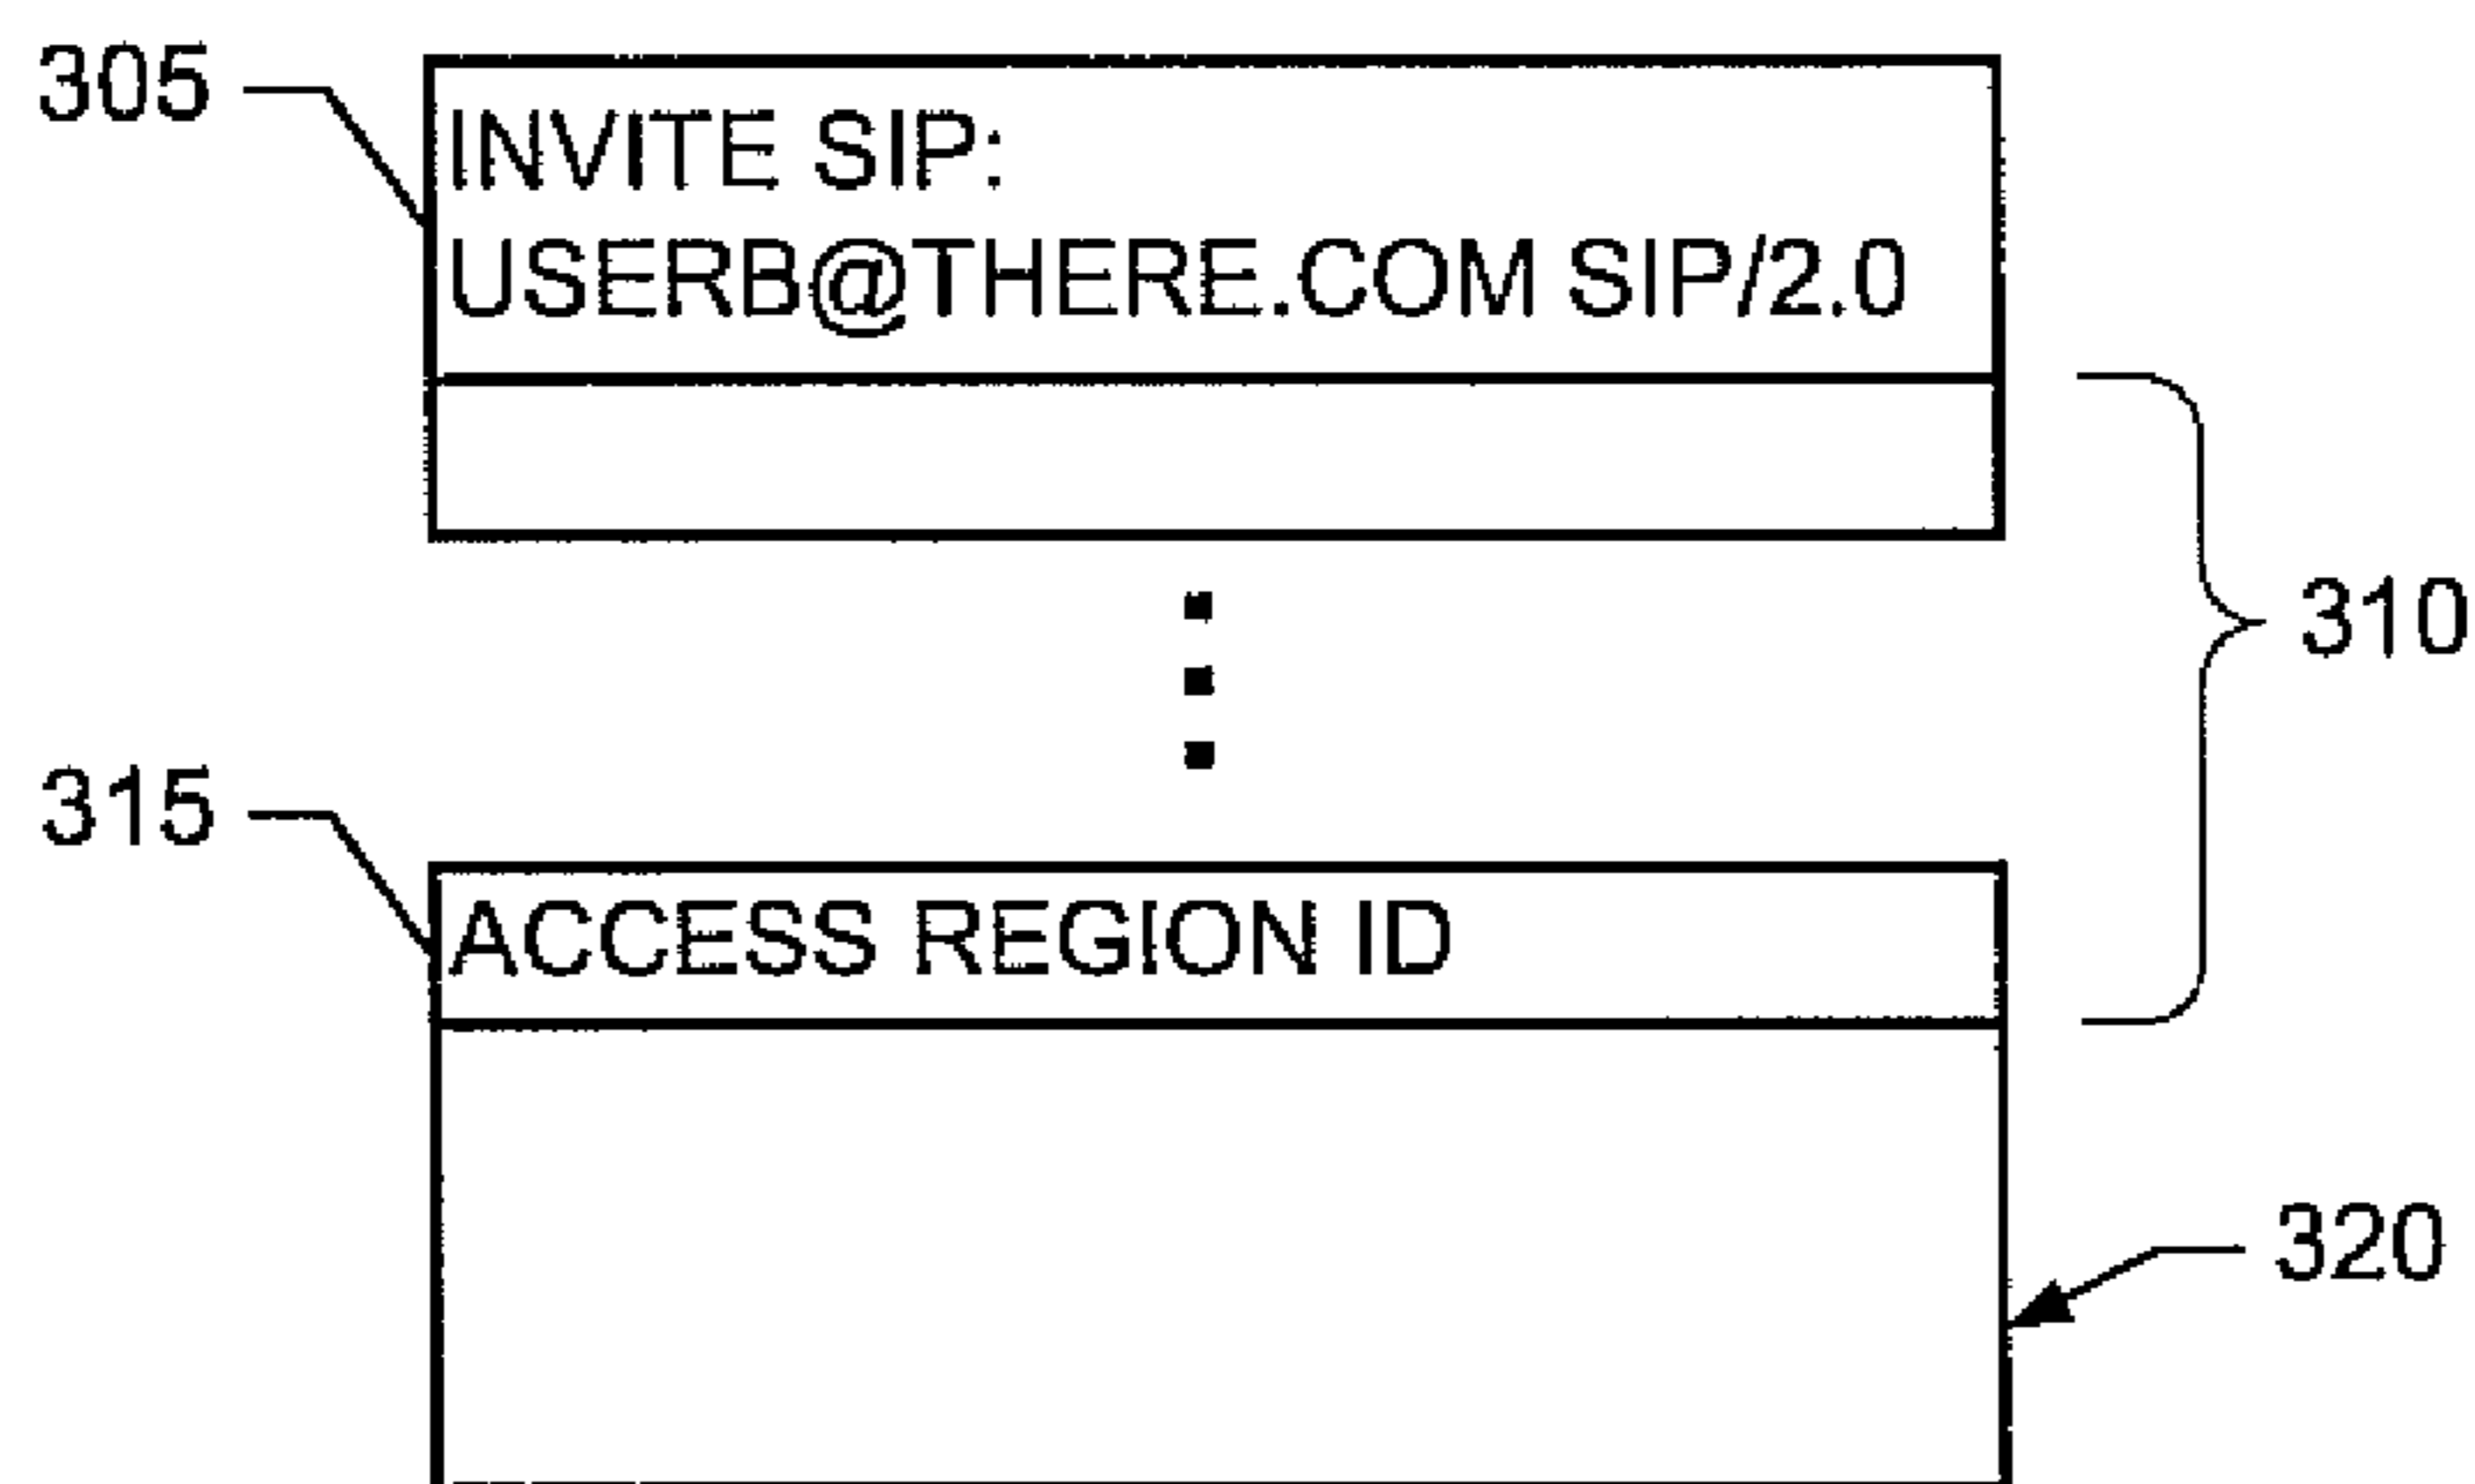 305
INVITE SIP:
USERB@THERE.COM SIP/2.0
310
315
ACCESS REGION ID
320